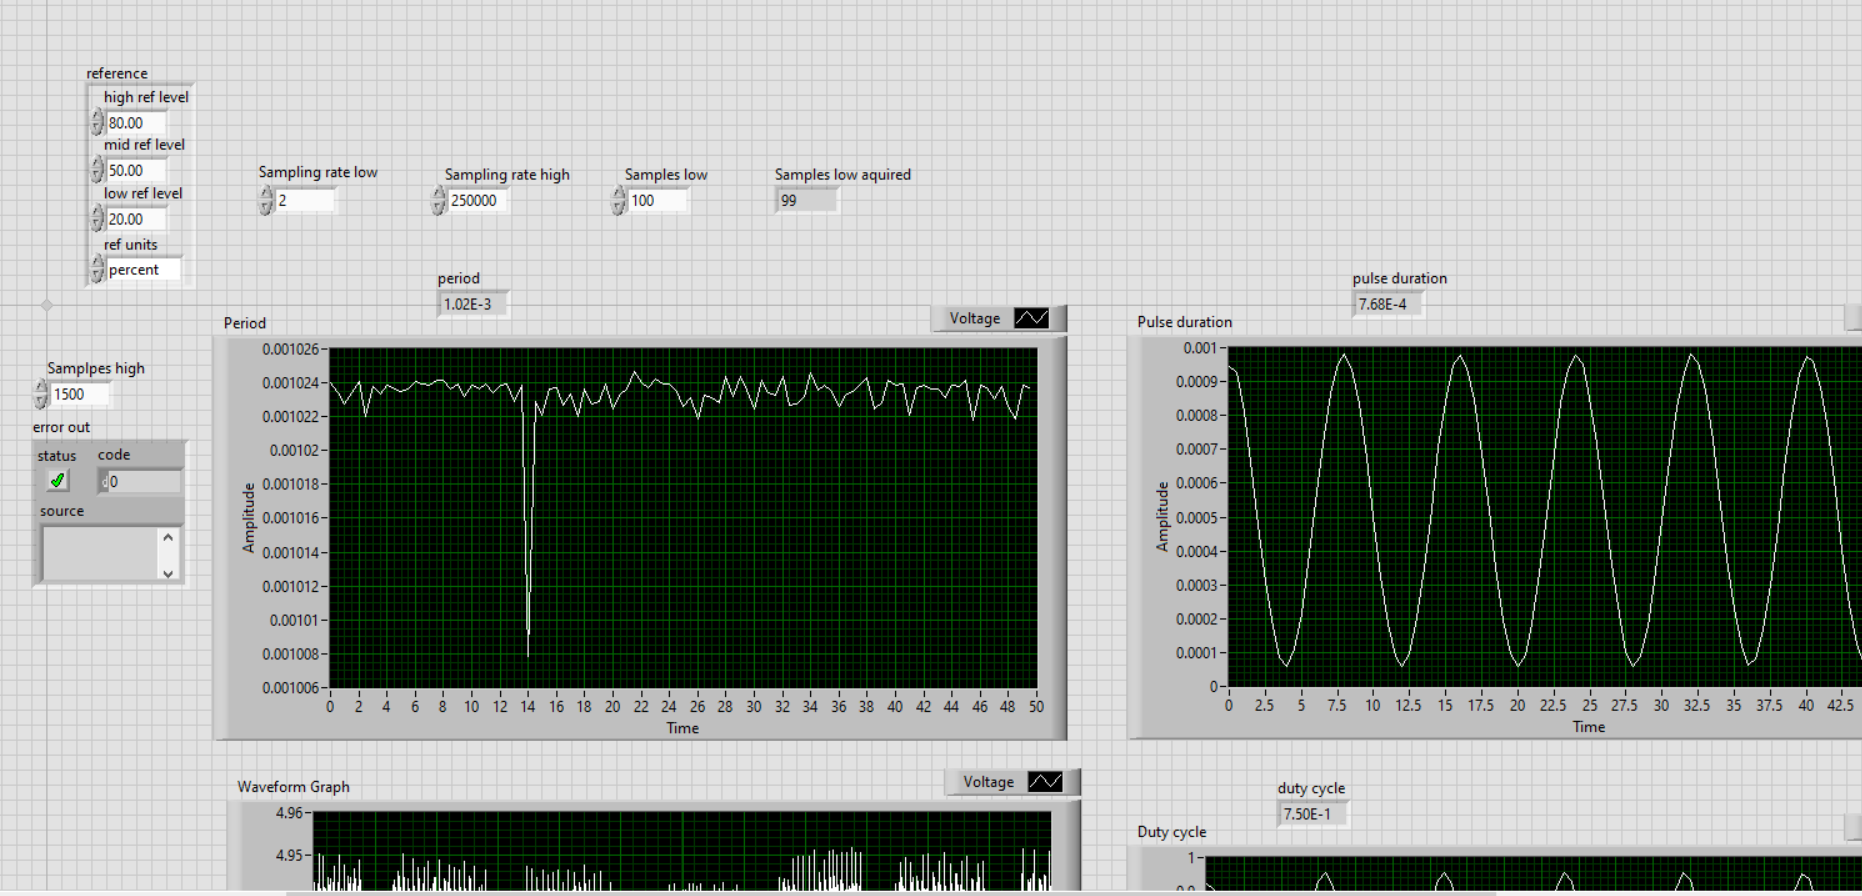 reference
high ref level
80.00
mid ref level
50.00
low ref level
20.00
ref units
percent
Sampling rate low
2
Sampling rate high
250000
Samples low
100
Samples low aquired
99
period
1.02E-3
Period
Voltage
0.001026
0.001024
0.001022
0.00102
0.001018
0.001016
0.001014
0.001012
0.00101
0.001008
0.001006
Amplitude
0 2 4 6 8 10 12 14 16 18 20 22 24 26 28 30 32 34 36 38 40 42 44 46 48 50
Time
pulse duration
7.68E-4
Pulse duration
0.001
0.0009
0.0008
0.0007
0.0006
0.0005
0.0004
0.0003
0.0002
0.0001
0
Amplitude
0 2.5 5 7.5 10 12.5 15 17.5 20 22.5 25 27.5 30 32.5 35 37.5 40 42.5
Time
Samplpes high
1500
error out
status code
d0
source
Waveform Graph
Voltage
4.96
4.95
duty cycle
7.50E-1
Duty cycle
1